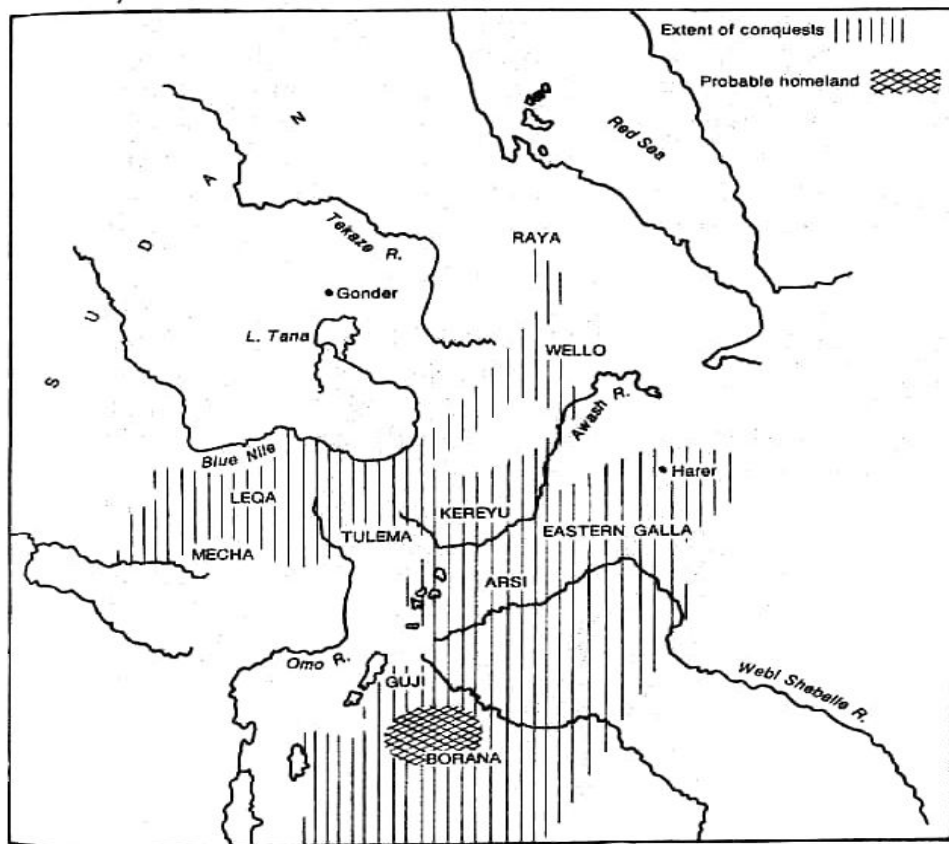 Extent of conquests
Probable homeland
Red Sea
S U D A N
Tekaze R.
RAYA
Gonder
L. Tana
WELLO
Awash R.
Blue Nile
Harer
LEQA
KEREYU
TULEMA
EASTERN GALLA
MECHA
ARSI
Omo R.
GUJI
Webi Shebelle R.
BORANA